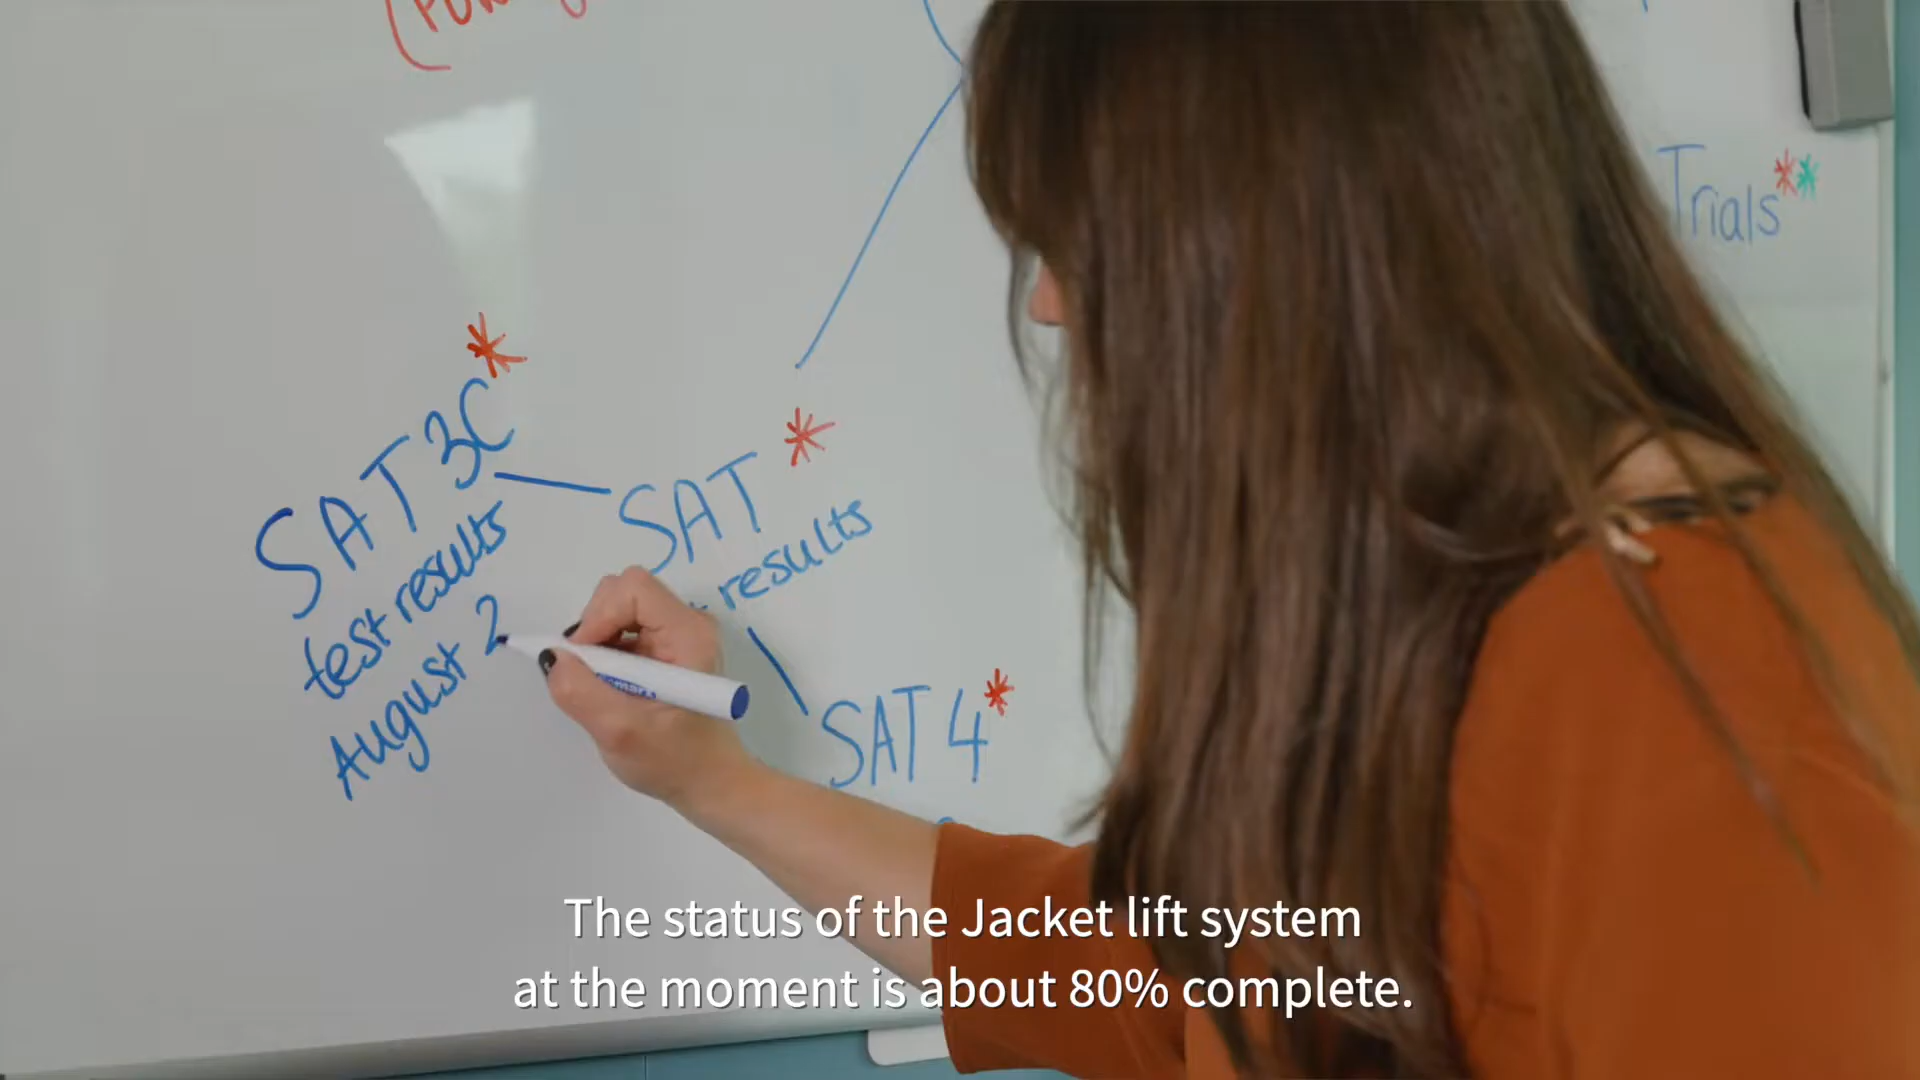 Trials**
SAT 3C*
test results
August 2
SAT*
results
SAT 4*
The status of the Jacket lift system
at the moment is about 80% complete.